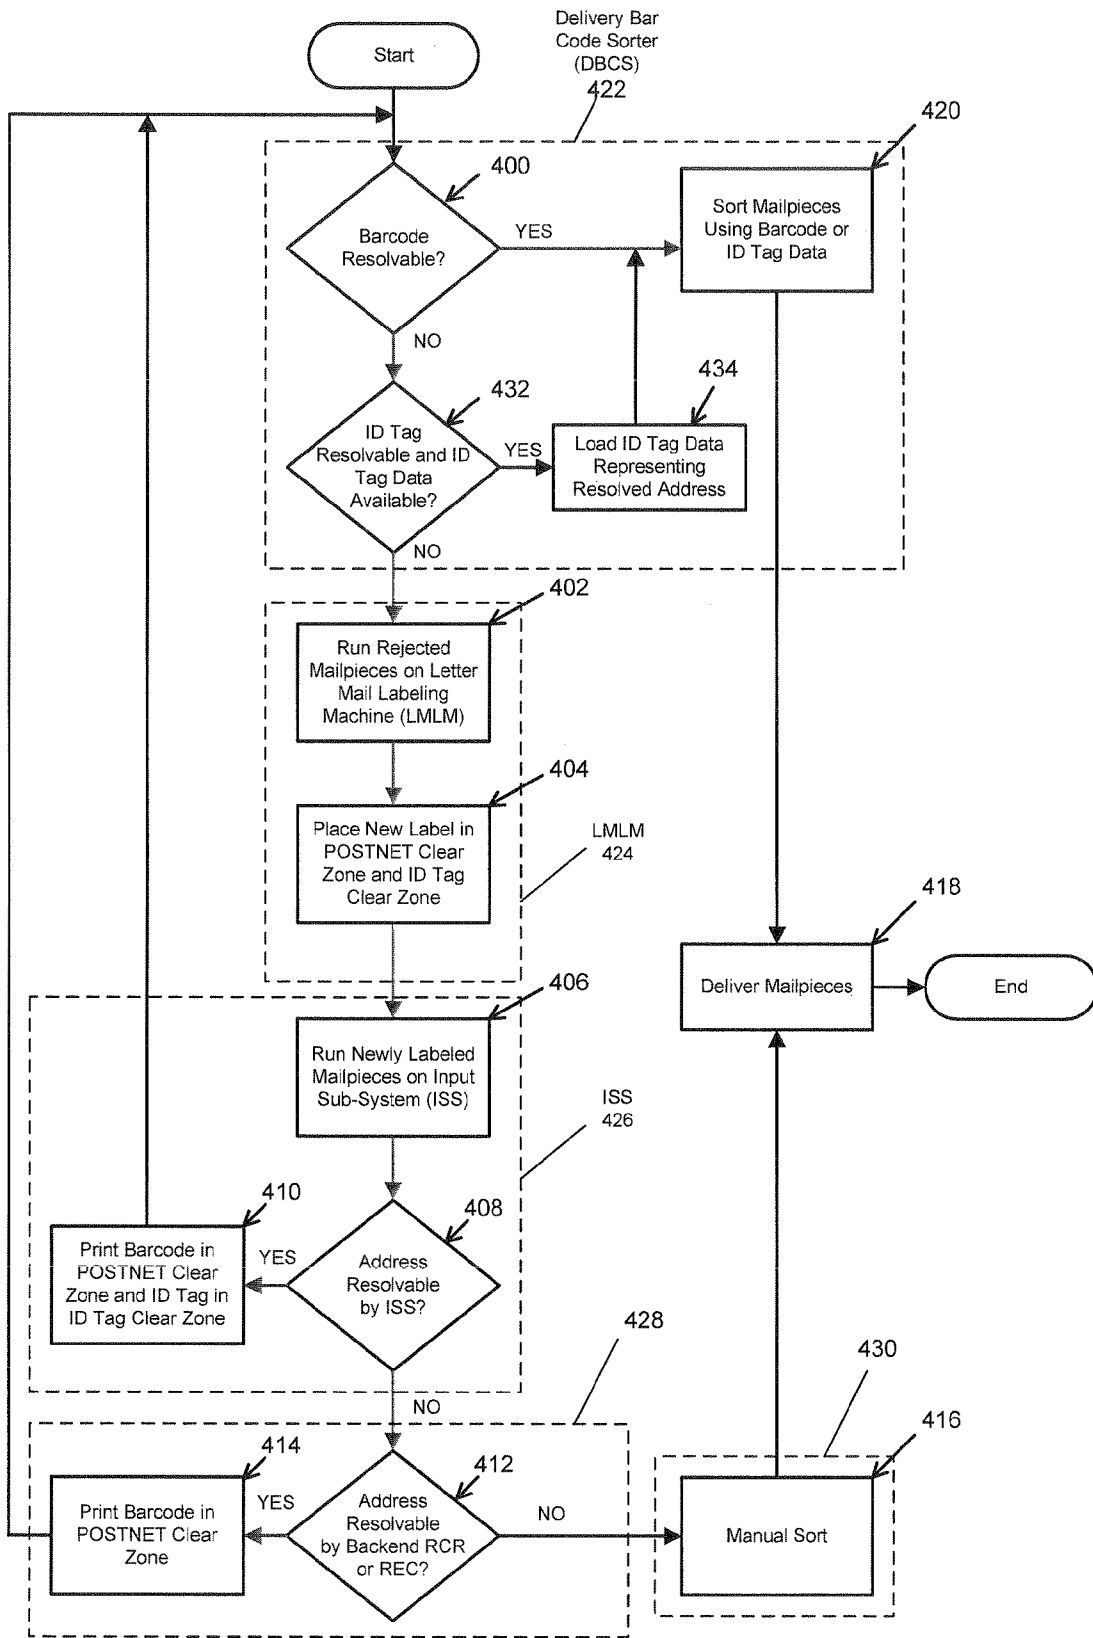 Delivery Bar
Code Sorter
(DBCS)
422
Start
420
400
Sort Mailpieces
Using Barcode or
ID Tag Data
Barcode
Resolvable?
YES
NO
432
434
ID Tag
Resolvable and ID
Tag Data
Available?
YES
Load ID Tag Data
Representing
Resolved Address
NO
402
Run Rejected
Mailpieces on Letter
Mail Labeling
Machine (LMLM)
404
Place New Label in
POSTNET Clear
Zone and ID Tag
Clear Zone
LMLM
424
418
Deliver Mailpieces
End
406
Run Newly Labeled
Mailpieces on Input
Sub-System (ISS)
ISS
426
410
408
Print Barcode in
POSTNET Clear
Zone and ID Tag in
ID Tag Clear Zone
YES
Address
Resolvable
by ISS?
428
NO
430
414
412
416
Print Barcode in
POSTNET Clear
Zone
YES
Address
Resolvable
by Backend RCR
or REC?
NO
Manual Sort